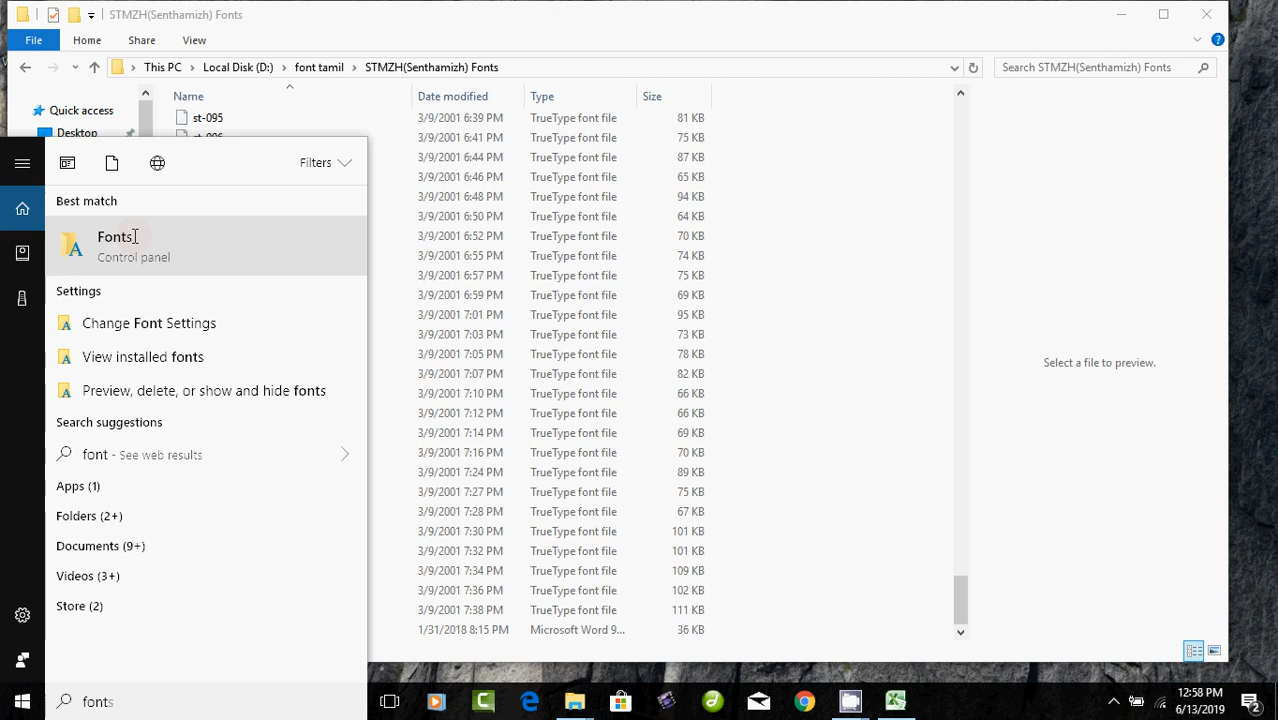 STMZH(Senthamizh) Fonts
File Home Share View
This PC Local Disk (D:) font tamil STMZH(Senthamizh) Fonts
Search STMZH(Senthamizh) Fonts
Quick access
Desktop
Name Date modified Type Size
st-095 3/9/2001 6:39 PM TrueType font file 81 KB
3/9/2001 6:41 PM TrueType font file 75 KB
3/9/2001 6:44 PM TrueType font file 87 KB
3/9/2001 6:46 PM TrueType font file 65 KB
3/9/2001 6:48 PM TrueType font file 94 KB
3/9/2001 6:50 PM TrueType font file 64 KB
3/9/2001 6:52 PM TrueType font file 70 KB
3/9/2001 6:55 PM TrueType font file 74 KB
3/9/2001 6:57 PM TrueType font file 75 KB
3/9/2001 6:59 PM TrueType font file 69 KB
3/9/2001 7:01 PM TrueType font file 95 KB
3/9/2001 7:03 PM TrueType font file 73 KB
3/9/2001 7:05 PM TrueType font file 78 KB
3/9/2001 7:07 PM TrueType font file 82 KB
3/9/2001 7:10 PM TrueType font file 66 KB
3/9/2001 7:12 PM TrueType font file 66 KB
3/9/2001 7:14 PM TrueType font file 69 KB
3/9/2001 7:16 PM TrueType font file 70 KB
3/9/2001 7:24 PM TrueType font file 89 KB
3/9/2001 7:27 PM TrueType font file 75 KB
3/9/2001 7:28 PM TrueType font file 67 KB
3/9/2001 7:30 PM TrueType font file 101 KB
3/9/2001 7:32 PM TrueType font file 101 KB
3/9/2001 7:34 PM TrueType font file 109 KB
3/9/2001 7:36 PM TrueType font file 102 KB
3/9/2001 7:38 PM TrueType font file 111 KB
1/31/2018 8:15 PM Microsoft Word 9... 36 KB
Select a file to preview.
Filters
Best match
Fonts
Control panel
Settings
Change Font Settings
View installed fonts
Preview, delete, or show and hide fonts
Search suggestions
font - See web results
Apps (1)
Folders (2+)
Documents (9+)
Videos (3+)
Store (2)
fonts
12:58 PM
6/13/2019
2